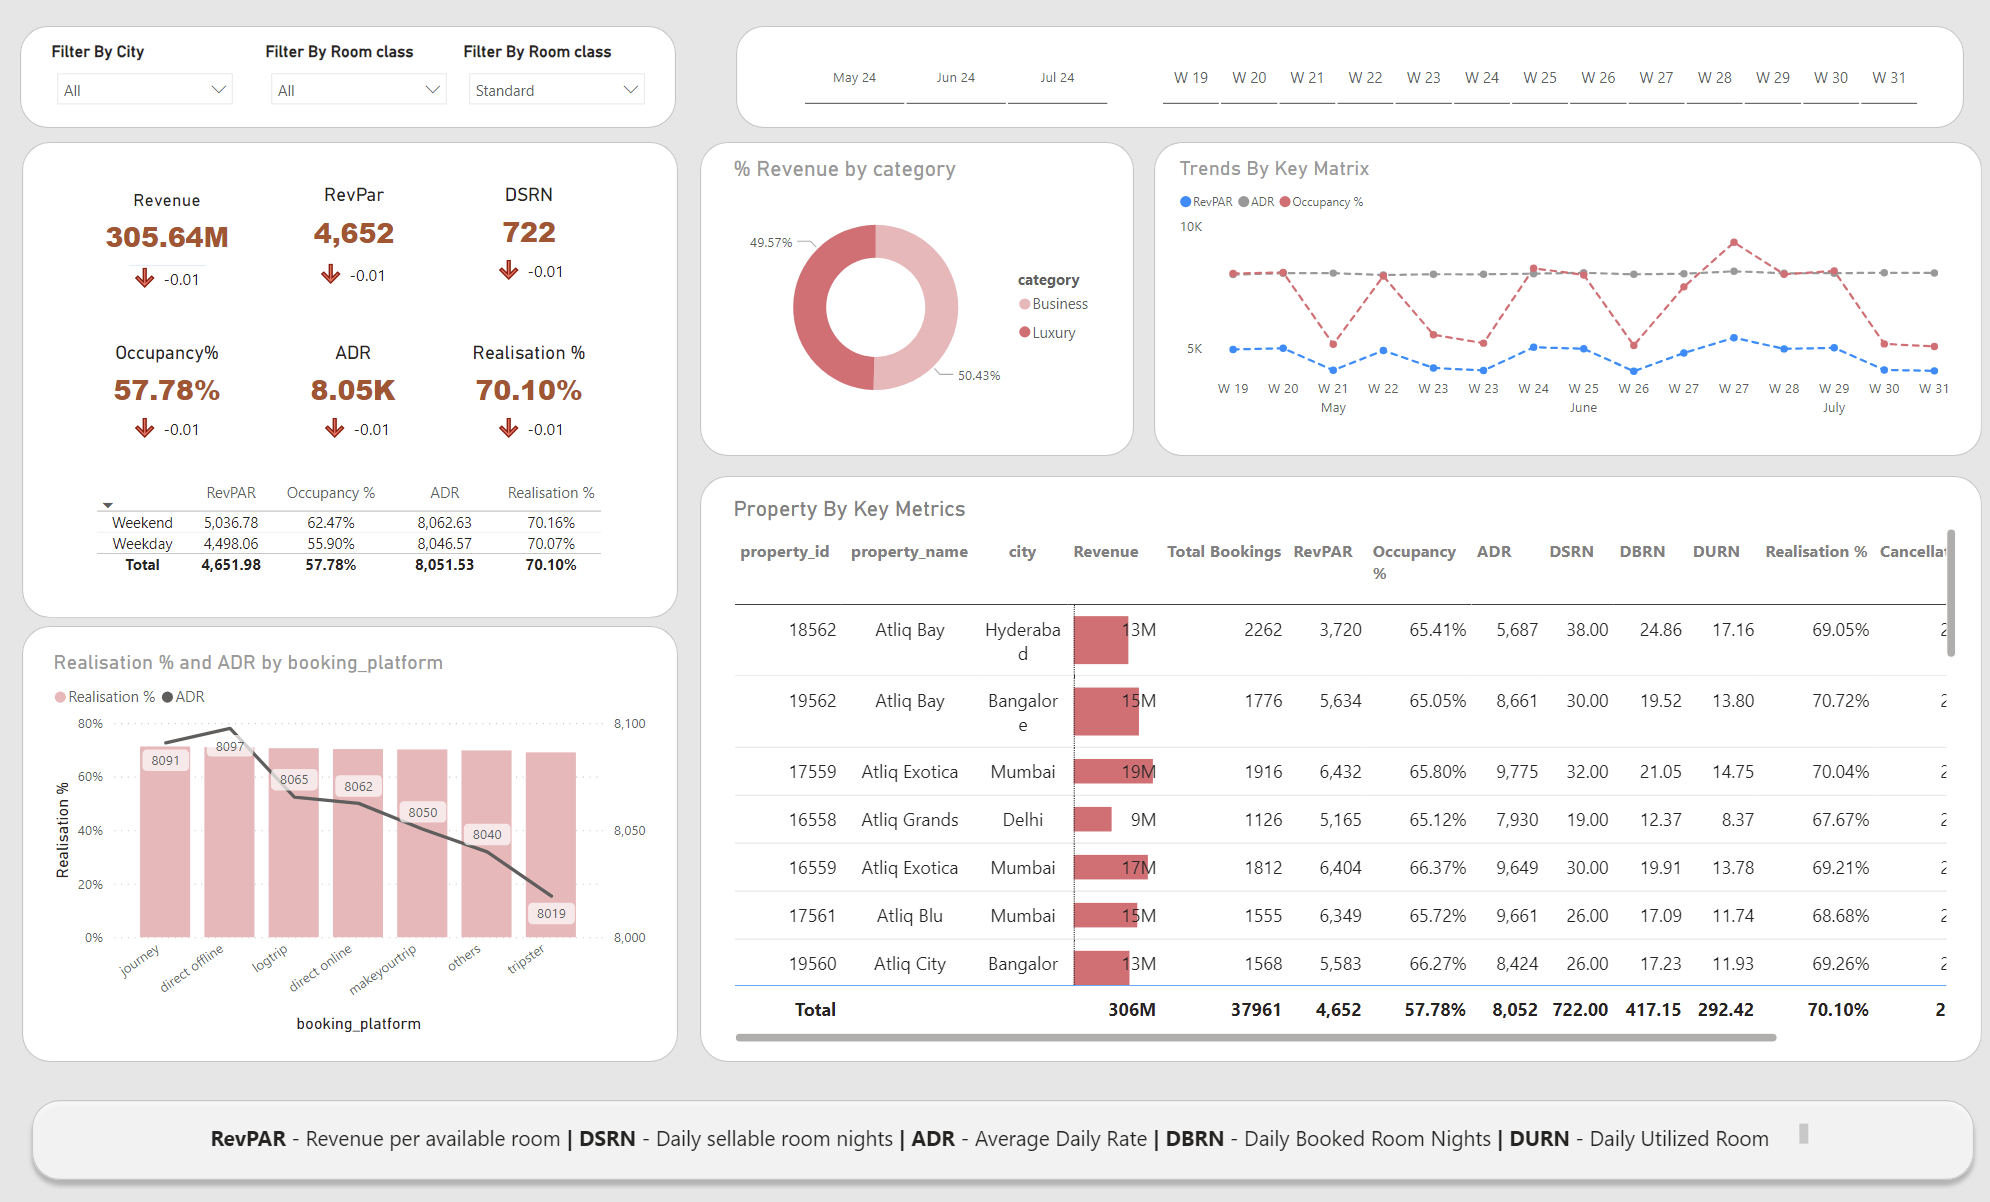 Filter By City
Filter By Room class
Filter By Room class
All
All
Standard
May 24 Jun 24 Jul 24
W 19 W 20 W 21 W 22 W 23 W 24 W 25 W 26 W 27 W 28 W 29 W 30 W 31
Revenue
305.64M
-0.01
RevPar
4,652
-0.01
DSRN
722
-0.01
Occupancy%
57.78%
-0.01
ADR
8.05K
-0.01
Realisation %
70.10%
-0.01
RevPAR Occupancy % ADR Realisation %
Weekend 5,036.78 62.47% 8,062.63 70.16%
Weekday 4,498.06 55.90% 8,046.57 70.07%
Total 4,651.98 57.78% 8,051.53 70.10%
% Revenue by category
49.57%
50.43%
category
Business
Luxury
Trends By Key Matrix
RevPAR ADR Occupancy %
10K
5K
W 19 W 20 W 21 W 22 W 23 W 23 W 24 W 25 W 26 W 27 W 27 W 28 W 29 W 30 W 31
May June July
Realisation % and ADR by booking_platform
Realisation % ADR
80%
60%
40%
20%
0%
Realisation %
8,100
8,050
8,000
8091
8097
8065
8062
8050
8040
8019
journey
direct offline
logtrip
direct online
makeyourtrip
others
tripster
booking_platform
Property By Key Metrics
property_id property_name city Revenue Total Bookings RevPAR Occupancy ADR DSRN DBRN DURN Realisation % Cancellat
%
18562 Atliq Bay Hyderaba 13M 2262 3,720 65.41% 5,687 38.00 24.86 17.16 69.05% 2
d
19562 Atliq Bay Bangalor 15M 1776 5,634 65.05% 8,661 30.00 19.52 13.80 70.72% 2
e
17559 Atliq Exotica Mumbai 19M 1916 6,432 65.80% 9,775 32.00 21.05 14.75 70.04% 2
16558 Atliq Grands Delhi 9M 1126 5,165 65.12% 7,930 19.00 12.37 8.37 67.67% 2
16559 Atliq Exotica Mumbai 17M 1812 6,404 66.37% 9,649 30.00 19.91 13.78 69.21% 2
17561 Atliq Blu Mumbai 15M 1555 6,349 65.72% 9,661 26.00 17.09 11.74 68.68% 2
19560 Atliq City Bangalor 13M 1568 5,583 66.27% 8,424 26.00 17.23 11.93 69.26% 2
Total 306M 37961 4,652 57.78% 8,052 722.00 417.15 292.42 70.10% 2
RevPAR - Revenue per available room | DSRN - Daily sellable room nights | ADR - Average Daily Rate | DBRN - Daily Booked Room Nights | DURN - Daily Utilized Room